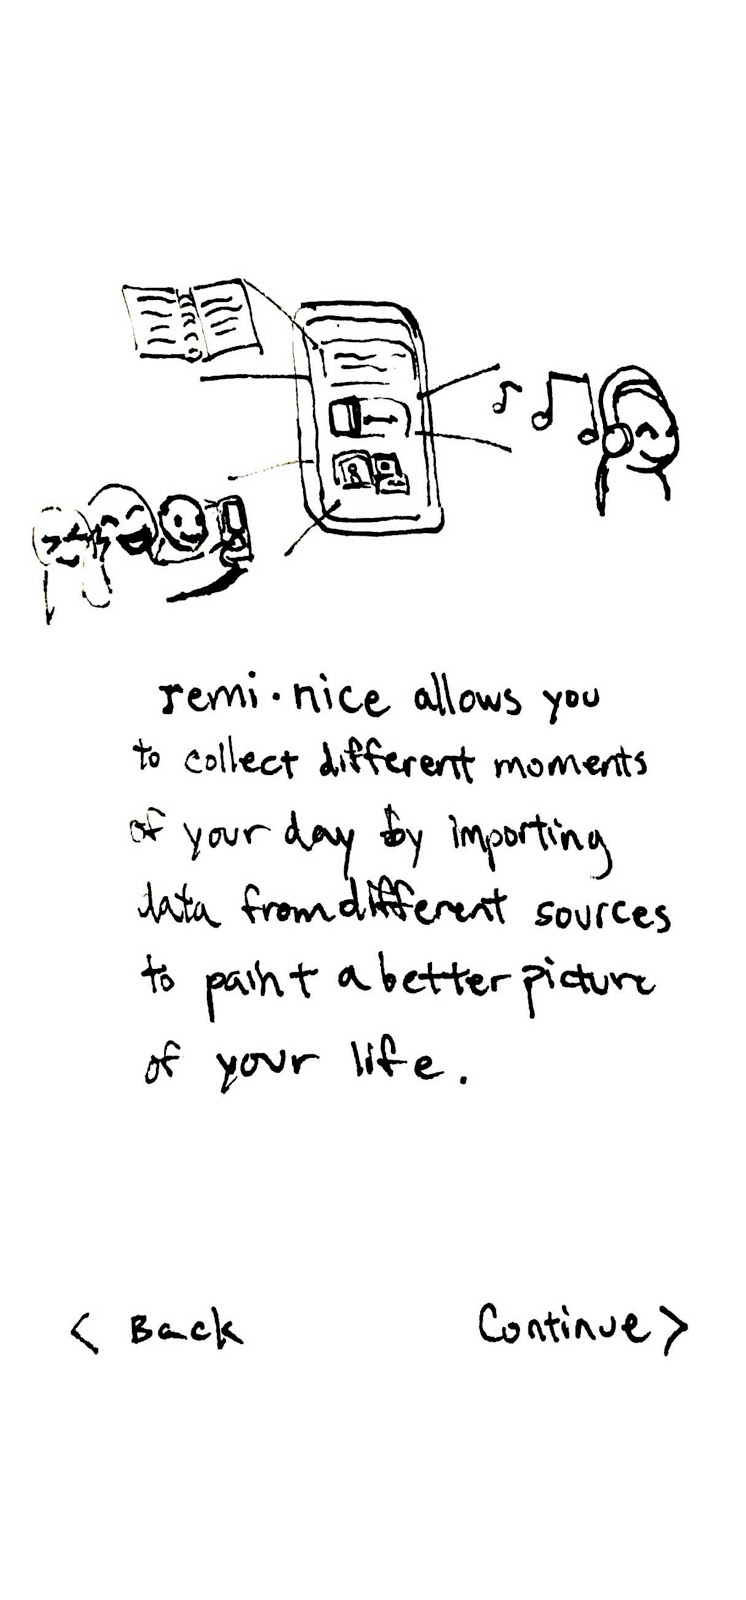 remi·nice allows you
to collect different moments
of your day by importing
data from different sources
to paint a better picture
of your life.
< Back Continue >